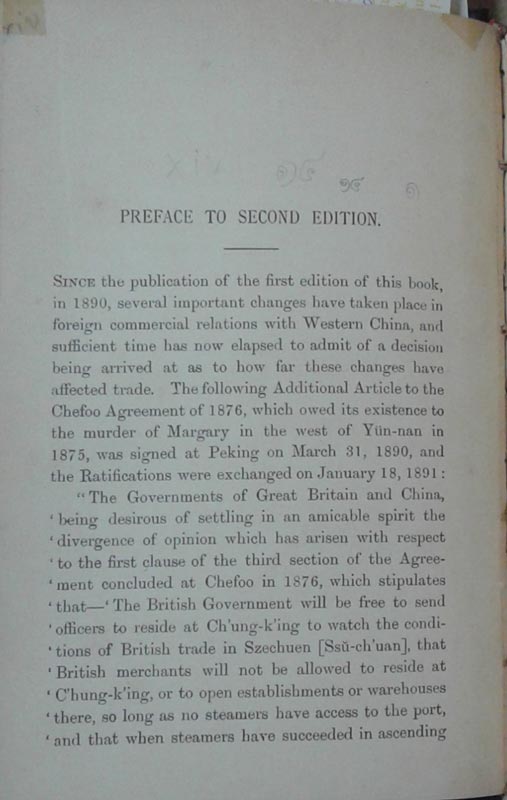 xiv
๑๔
๑๔
PREFACE TO SECOND EDITION.
SINCE the publication of the first edition of this book,
in 1890, several important changes have taken place in
foreign commercial relations with Western China, and
sufficient time has now elapsed to admit of a decision
being arrived at as to how far these changes have
affected trade. The following Additional Article to the
Chefoo Agreement of 1876, which owed its existence to
the murder of Margary in the west of Yün-nan in
1875, was signed at Peking on March 31, 1890, and
the Ratifications were exchanged on January 18, 1891:
"The Governments of Great Britain and China,
'being desirous of settling in an amicable spirit the
'divergence of opinion which has arisen with respect
'to the first clause of the third section of the Agree-
'ment concluded at Chefoo in 1876, which stipulates
'that—'The British Government will be free to send
'officers to reside at Ch'ung-k'ing to watch the condi-
'tions of British trade in Szechuen [Ssŭ-ch'uan], that
'British merchants will not be allowed to reside at
'C'hung-k'ing, or to open establishments or warehouses
'there, so long as no steamers have access to the port,
'and that when steamers have succeeded in ascending